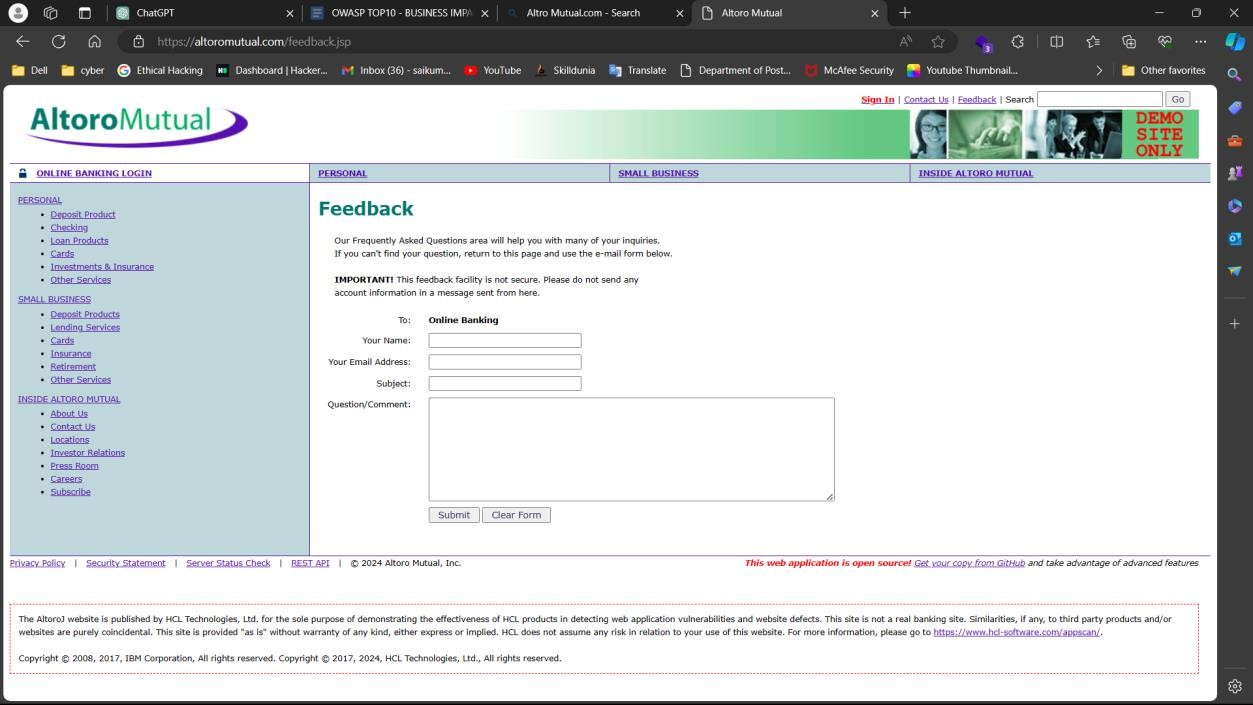 ChatGPT
OWASP TOP10 - BUSINESS IMPA
Altro Mutual.com - Search
Altoro Mutual
https://altoromutual.com/feedback.jsp
3
Dell
cyber
Ethical Hacking
Dashboard | Hacker...
Inbox (36) - saikum...
YouTube
Skilldunia
Translate
Department of Post...
McAfee Security
Youtube Thumbnail...
Other favorites
Sign In | Contact Us | Feedback | Search
Go
AltoroMutual
DEMO
SITE
ONLY
ONLINE BANKING LOGIN
PERSONAL
SMALL BUSINESS
INSIDE ALTORO MUTUAL
PERSONAL
• Deposit Product
• Checking
• Loan Products
• Cards
• Investments & Insurance
• Other Services
SMALL BUSINESS
• Deposit Products
• Lending Services
• Cards
• Insurance
• Retirement
• Other Services
INSIDE ALTORO MUTUAL
• About Us
• Contact Us
• Locations
• Investor Relations
• Press Room
• Careers
• Subscribe
Feedback
Our Frequently Asked Questions area will help you with many of your inquiries.
If you can't find your question, return to this page and use the e-mail form below.
IMPORTANT! This feedback facility is not secure. Please do not send any
account information in a message sent from here.
To: Online Banking
Your Name:
Your Email Address:
Subject:
Question/Comment:
Submit
Clear Form
Privacy Policy | Security Statement | Server Status Check | REST API | © 2024 Altoro Mutual, Inc.
This web application is open source! Get your copy from GitHub and take advantage of advanced features
The AltoroJ website is published by HCL Technologies, Ltd. for the sole purpose of demonstrating the effectiveness of HCL products in detecting web application vulnerabilities and website defects. This site is not a real banking site. Similarities, if any, to third party products and/or
websites are purely coincidental. This site is provided "as is" without warranty of any kind, either express or implied. HCL does not assume any risk in relation to your use of this website. For more information, please go to https://www.hcl-software.com/appscan/.
Copyright © 2008, 2017, IBM Corporation, All rights reserved. Copyright © 2017, 2024, HCL Technologies, Ltd., All rights reserved.